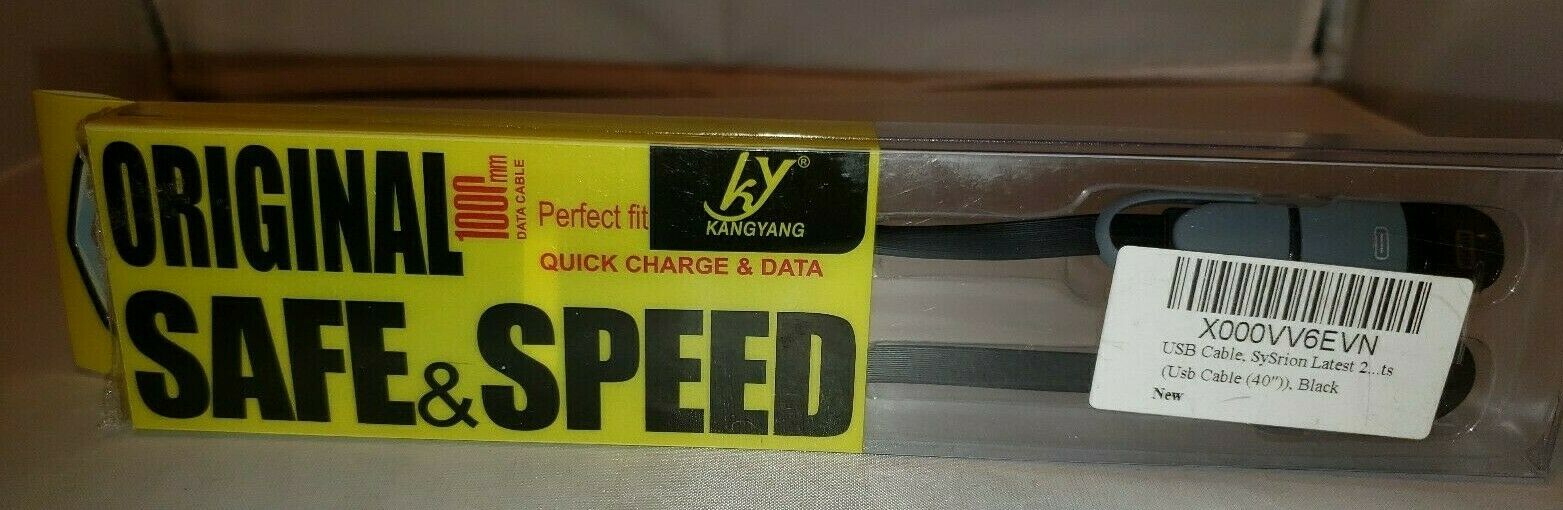 ORIGINAL
1000mm
DATA CABLE
Perfect fit
QUICK CHARGE & DATA
ky®
KANGYANG
SAFE & SPEED
X000VV6EVN
USB Cable, SySrion Latest 2...ts
(Usb Cable (40")), Black
New